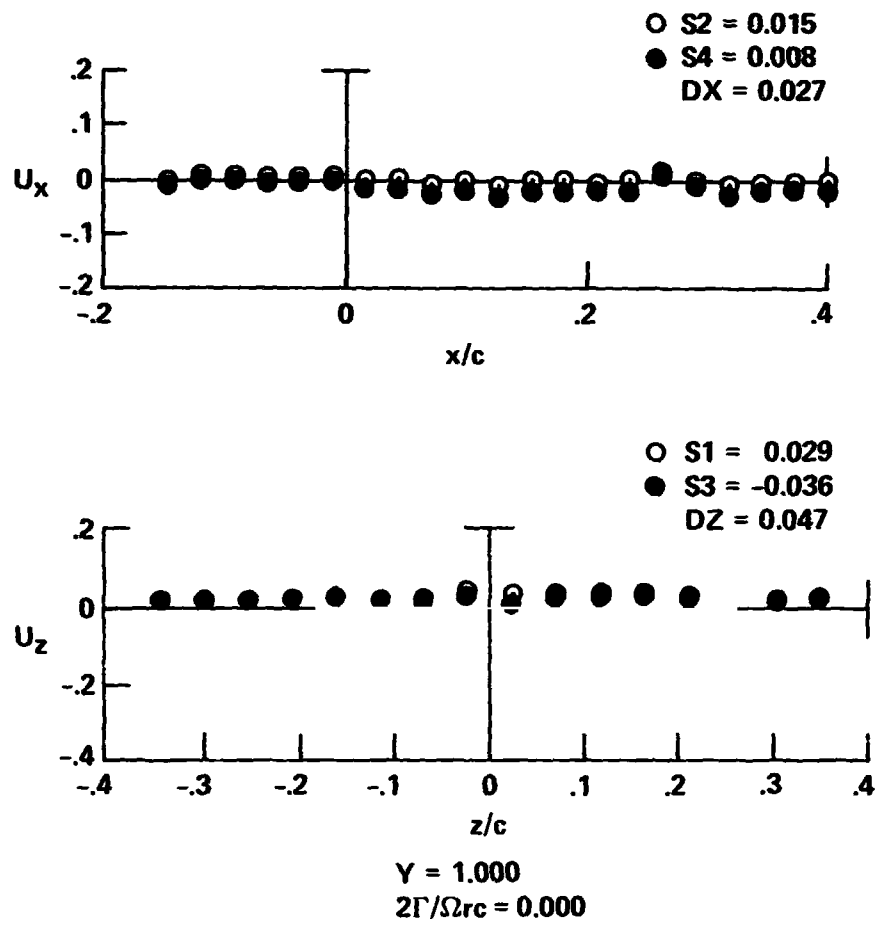 ○ S2 = 0.015
● S4 = 0.008
DX = 0.027
.2
.1
0
-.1
-.2
Ux
-.2 0 .2 .4
x/c
○ S1 = 0.029
● S3 = -0.036
DZ = 0.047
.2
0
-.2
-.4
Uz
-.4 -.3 -.2 -.1 0 .1 .2 .3 .4
z/c
Y = 1.000
2Γ/Ωrc = 0.000